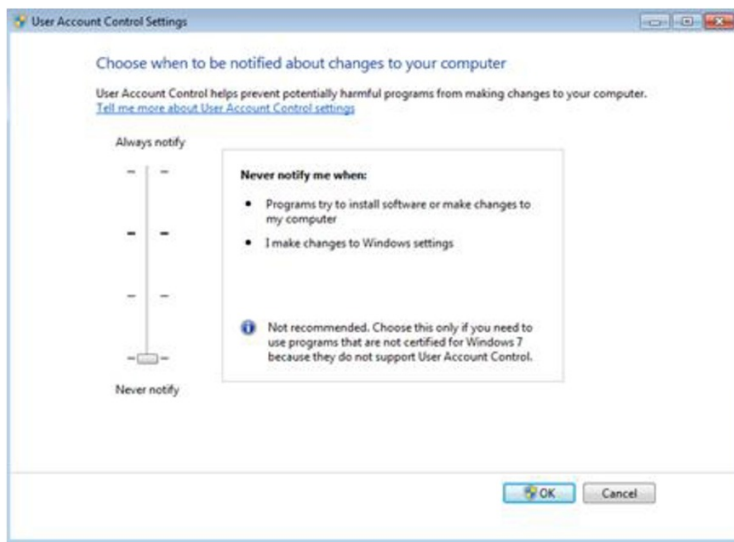 User Account Control Settings
Choose when to be notified about changes to your computer
User Account Control helps prevent potentially harmful programs from making changes to your computer.
Tell me more about User Account Control settings
Always notify
Never notify me when:
• Programs try to install software or make changes to
my computer
• I make changes to Windows settings
Not recommended. Choose this only if you need to
use programs that are not certified for Windows 7
because they do not support User Account Control.
Never notify
OK Cancel